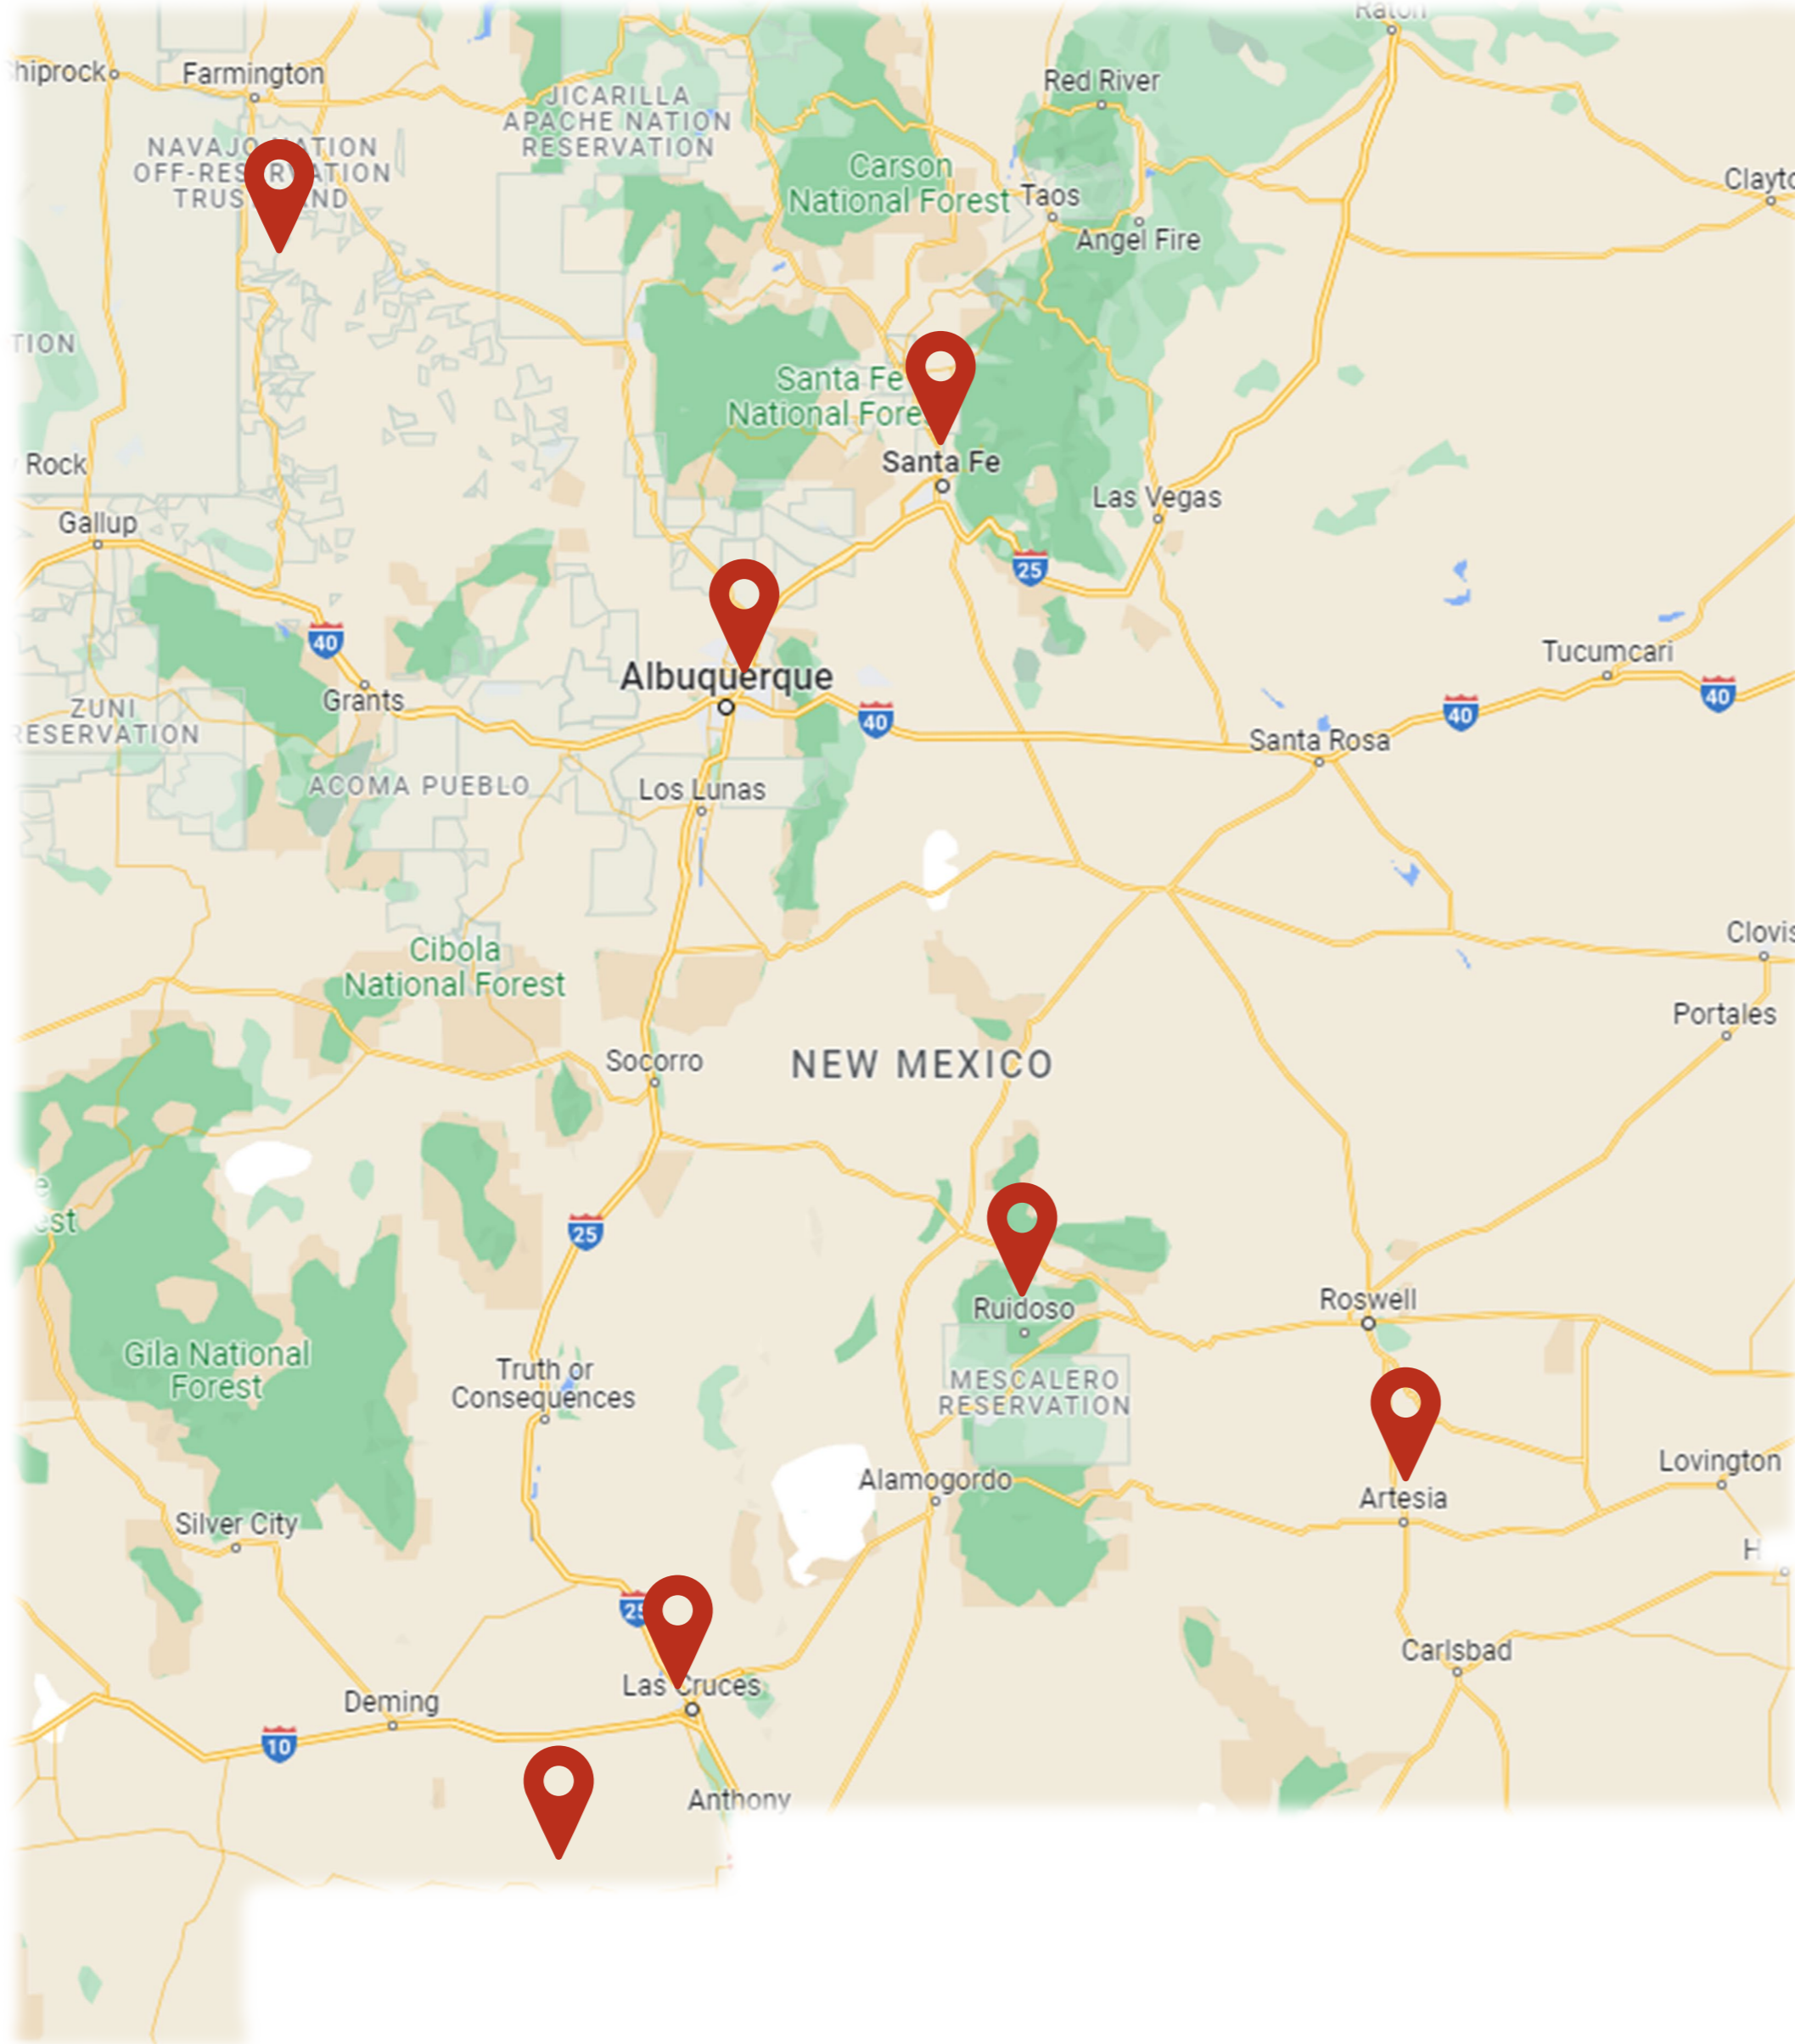 Raton
hiprock
Farmington
Red River
JICARILLA
APACHE NATION
RESERVATION
NAVAJO NATION
OFF-RESERVATION
TRUST LAND
Carson
National Forest
Taos
Clayto
Angel Fire
TION
Santa Fe
National Forest
Rock
Santa Fe
Las Vegas
Gallup
25
40
Tucumcari
Albuquerque
Grants
40
40
40
ZUNI
RESERVATION
Santa Rosa
ACOMA PUEBLO
Los Lunas
Clovis
Cibola
National Forest
Portales
Socorro
NEW MEXICO
e
est
25
Ruidoso
Roswell
Gila National
Forest
Truth or
Consequences
MESCALERO
RESERVATION
Lovington
Alamogordo
Artesia
Silver City
H
25
Carlsbad
Las Cruces
Deming
10
Anthony